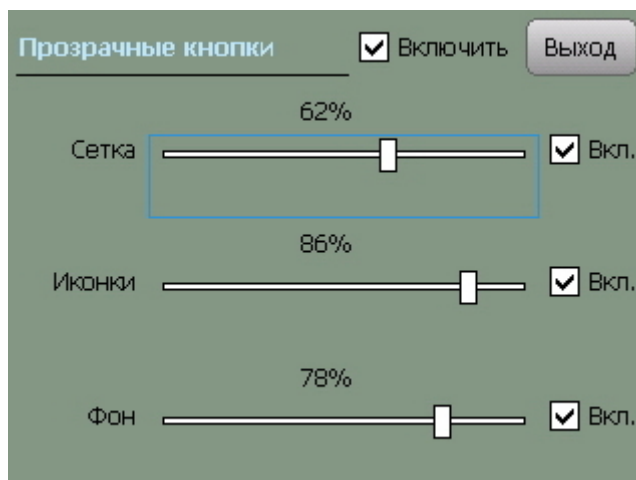 Прозрачные кнопки Включить Выход
62%
Сетка Вкл.
86%
Иконки Вкл.
78%
Фон Вкл.